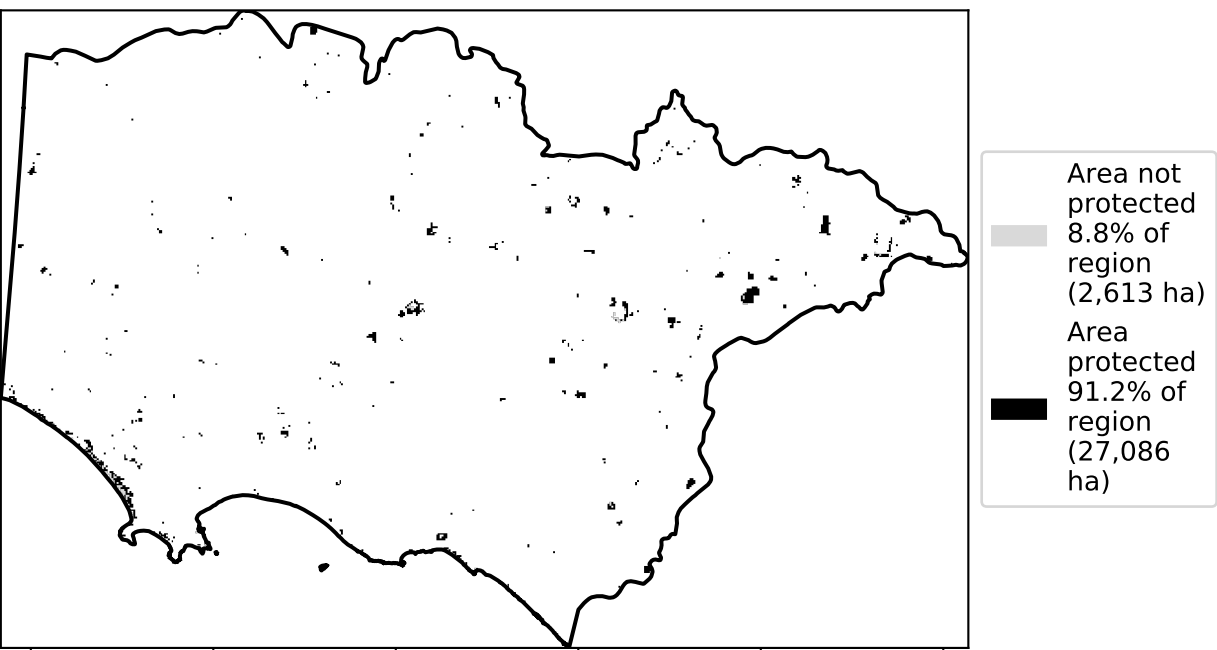 Area not
protected
8.8% of
region
(2,613 ha)
Area
protected
91.2% of
region
(27,086
ha)